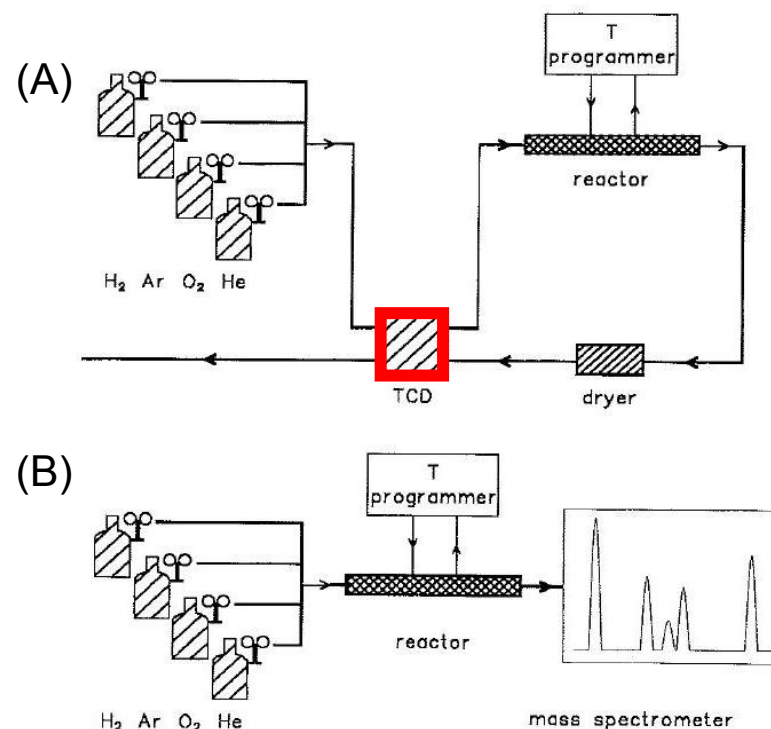 (A)
T
programmer
reactor
H₂ Ar O₂ He
TCD
dryer
(B)
T
programmer
reactor
H₂ Ar O₂ He
mass spectrometer